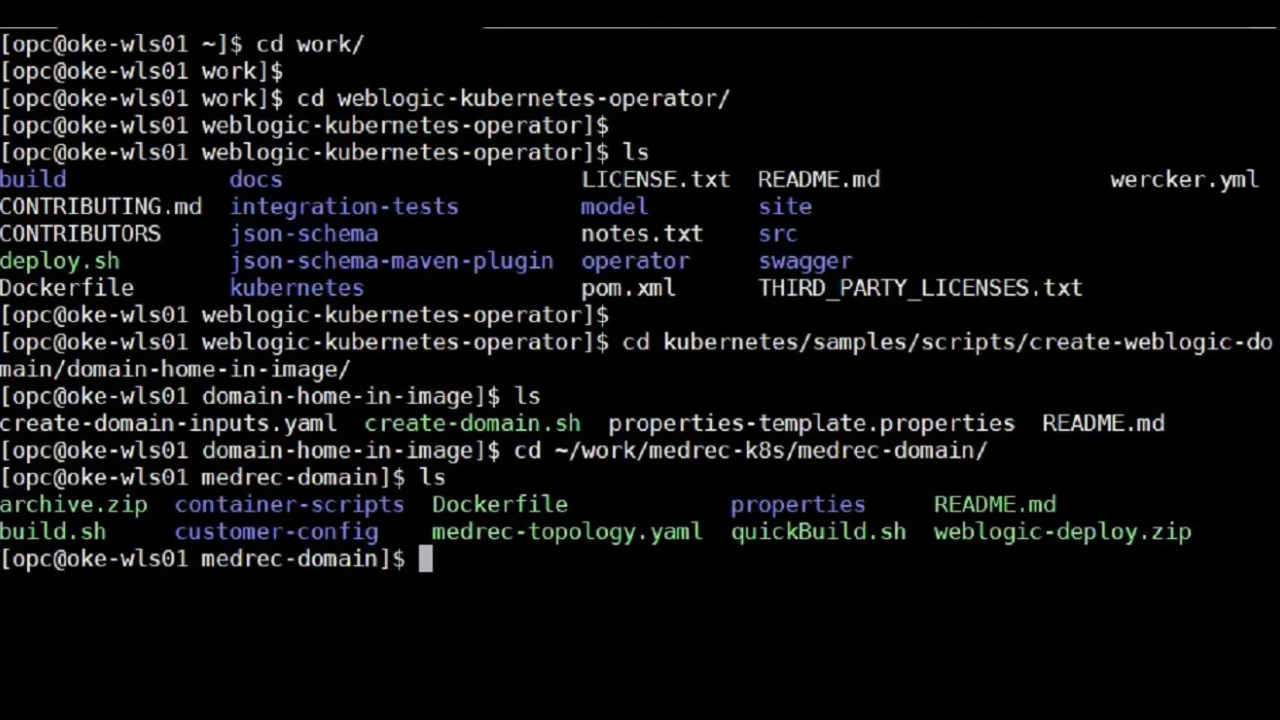 [opc@oke-wls01 ~]$ cd work/
[opc@oke-wls01 work]$
[opc@oke-wls01 work]$ cd weblogic-kubernetes-operator/
[opc@oke-wls01 weblogic-kubernetes-operator]$
[opc@oke-wls01 weblogic-kubernetes-operator]$ ls
build docs LICENSE.txt README.md wercker.yml
CONTRIBUTING.md integration-tests model site
CONTRIBUTORS json-schema notes.txt src
deploy.sh json-schema-maven-plugin operator swagger
Dockerfile kubernetes pom.xml THIRD_PARTY_LICENSES.txt
[opc@oke-wls01 weblogic-kubernetes-operator]$
[opc@oke-wls01 weblogic-kubernetes-operator]$ cd kubernetes/samples/scripts/create-weblogic-do
main/domain-home-in-image/
[opc@oke-wls01 domain-home-in-image]$ ls
create-domain-inputs.yaml create-domain.sh properties-template.properties README.md
[opc@oke-wls01 domain-home-in-image]$ cd ~/work/medrec-k8s/medrec-domain/
[opc@oke-wls01 medrec-domain]$ ls
archive.zip container-scripts Dockerfile properties README.md
build.sh customer-config medrec-topology.yaml quickBuild.sh weblogic-deploy.zip
[opc@oke-wls01 medrec-domain]$